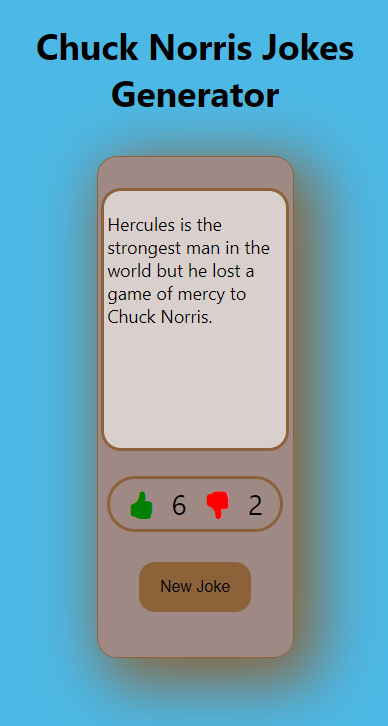 Chuck Norris Jokes
Generator
Hercules is the
strongest man in the
world but he lost a
game of mercy to
Chuck Norris.
6 2
New Joke